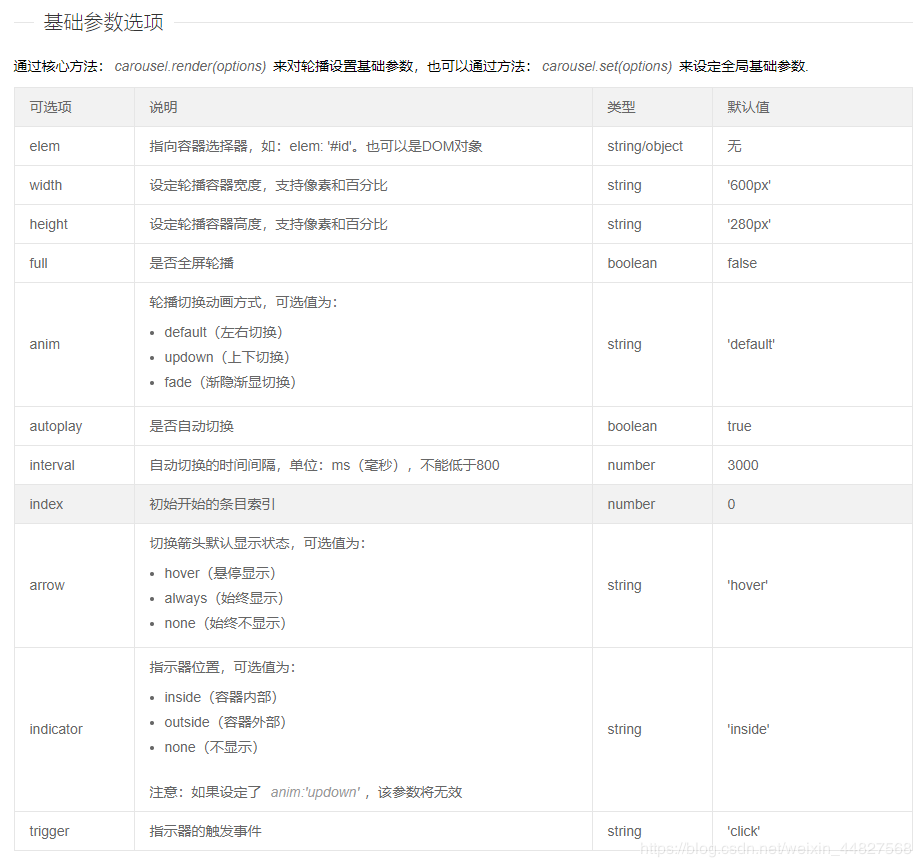 基础参数选项
通过核心方法： carousel.render(options) 来对轮播设置基础参数，也可以通过方法： carousel.set(options) 来设定全局基础参数.
可选项 说明 类型 默认值
elem 指向容器选择器，如：elem: '#id'。也可以是DOM对象 string/object 无
width 设定轮播容器宽度，支持像素和百分比 string '600px'
height 设定轮播容器高度，支持像素和百分比 string '280px'
full 是否全屏轮播 boolean false
轮播切换动画方式，可选值为：
• default（左右切换）
anim • updown（上下切换） string 'default'
• fade（渐隐渐显切换）
autoplay 是否自动切换 boolean true
interval 自动切换的时间间隔，单位：ms（毫秒），不能低于800 number 3000
index 初始开始的条目索引 number 0
切换箭头默认显示状态，可选值为：
• hover（悬停显示）
arrow • always（始终显示） string 'hover'
• none（始终不显示）
指示器位置，可选值为：
• inside（容器内部）
• outside（容器外部）
indicator string 'inside'
• none（不显示）
注意：如果设定了 anim:'updown' ，该参数将无效
trigger 指示器的触发事件 string 'click'
https://blog.csdn.net/weixin_44827568